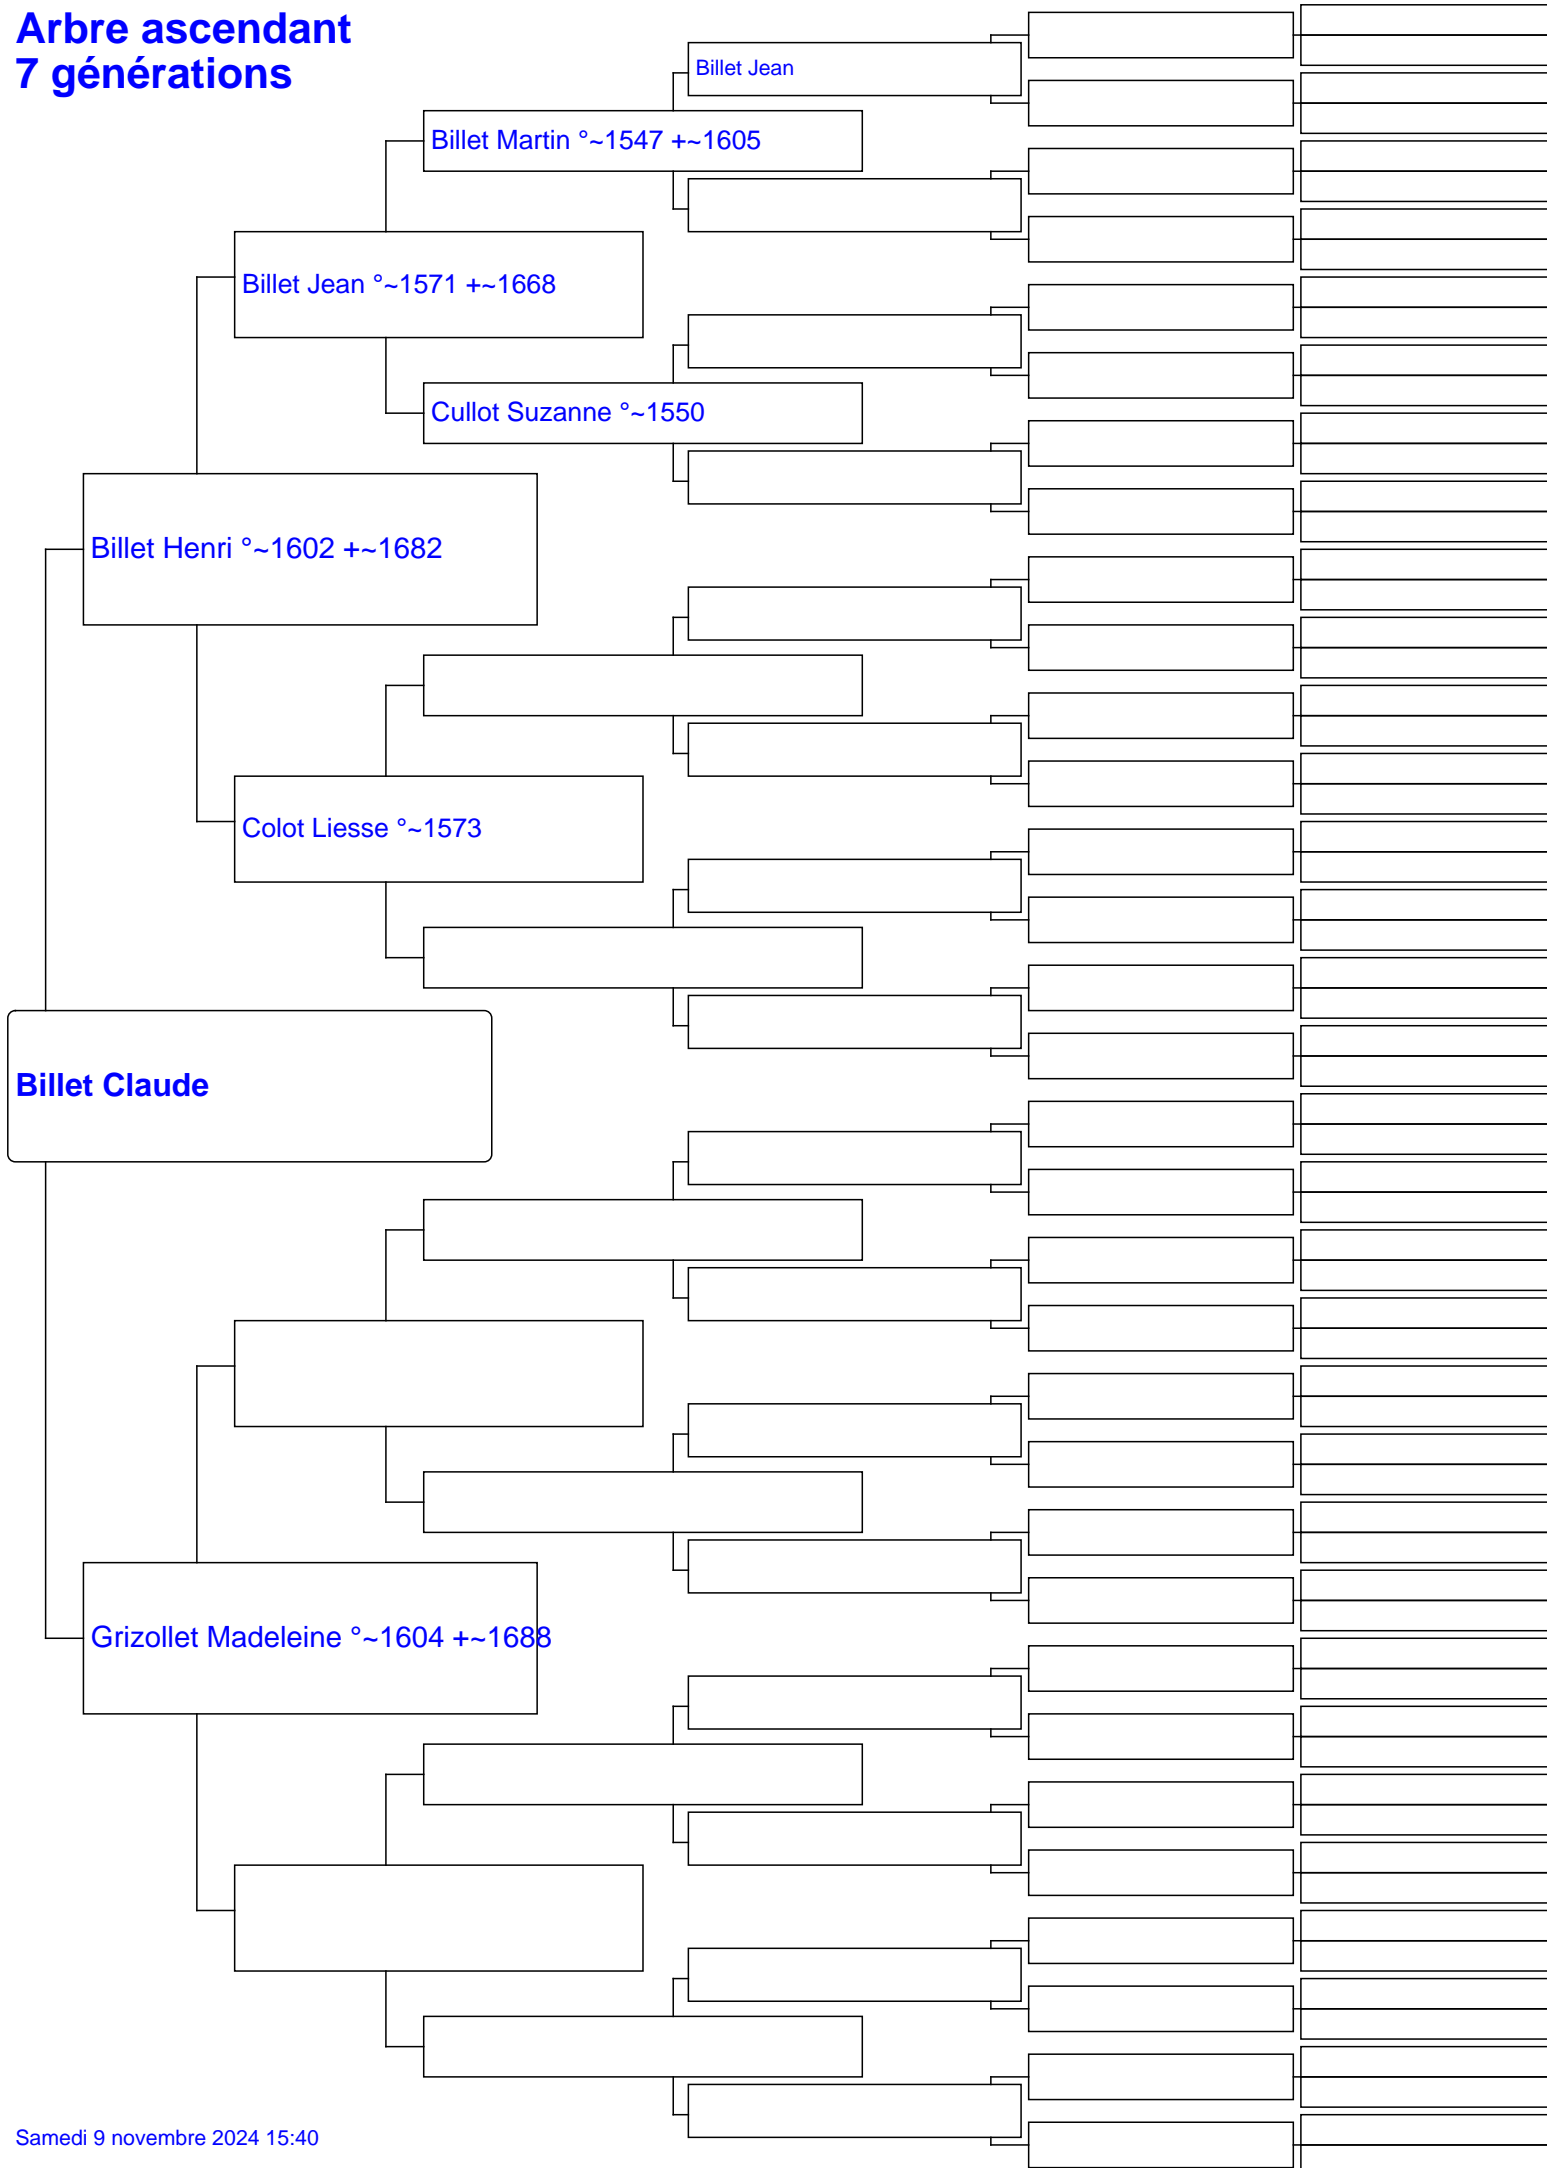 Arbre ascendant
7 générations
Billet Jean
Billet Martin °~1547 +~1605
Billet Jean °~1571 +~1668
Cullot Suzanne °~1550
Billet Henri °~1602 +~1682
Colot Liesse °~1573
Billet Claude
Grizollet Madeleine °~1604 +~1688
Samedi 9 novembre 2024 15:40